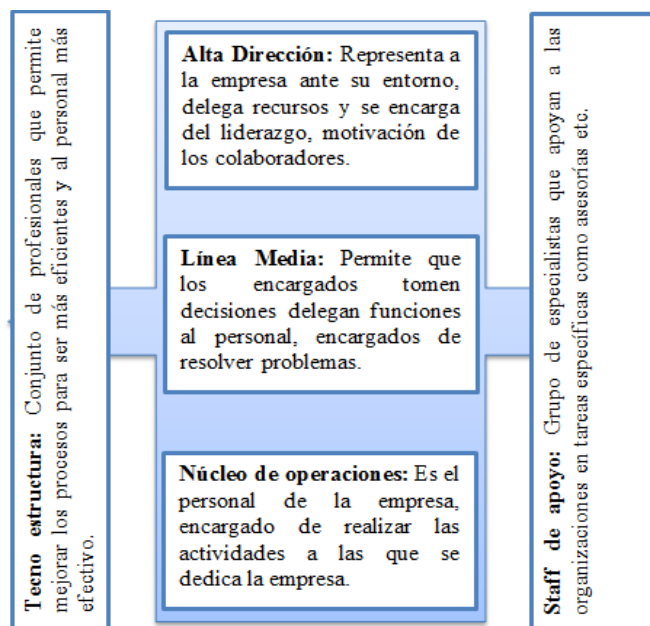 Tecno estructura: Conjunto de profesionales que permite
mejorar los procesos para ser más eficientes y al personal más
efectivo.
Alta Dirección: Representa a
la empresa ante su entorno,
delega recursos y se encarga
del liderazgo, motivación de
los colaboradores.
Línea Media: Permite que
los encargados tomen
decisiones delegan funciones
al personal, encargados de
resolver problemas.
Núcleo de operaciones: Es el
personal de la empresa,
encargado de realizar las
actividades a las que se
dedica la empresa.
Staff de apoyo: Grupo de especialistas que apoyan a las
organizaciones en tareas específicas como asesorías etc.